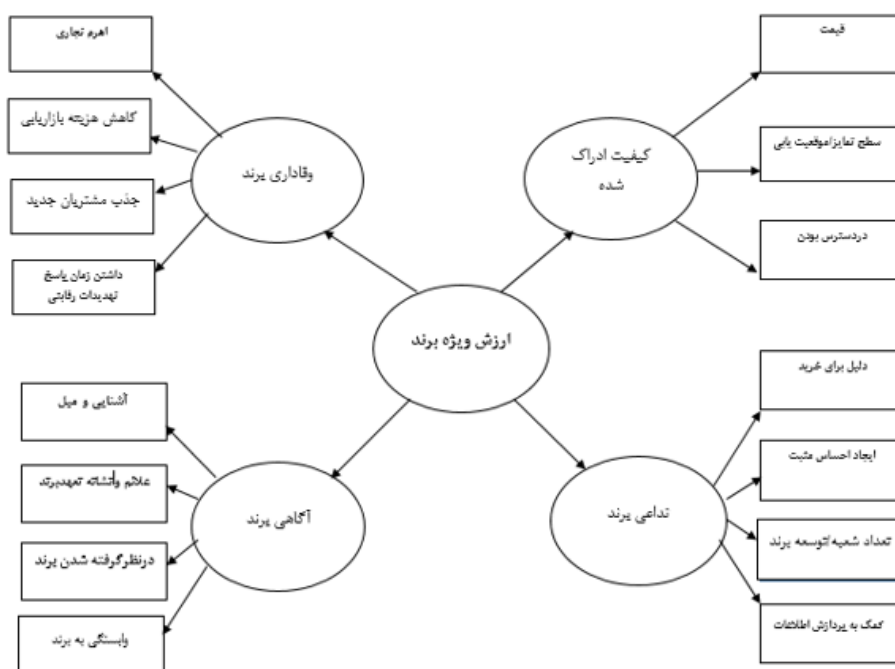 قیمت
سطح تمایز/موقعیت یابی
دردسترس بودن
کیفیت ادراک
شده
اهرم تجاری
کاهش هزینه بازاریابی
جذب مشتریان جدید
داشتن زمان پاسخ
تهدیدات رقابتی
وفاداری برند
ارزش ویژه برند
دلیل برای خرید
ایجاد احساس مثبت
تعداد شعبه/توسعه برند
کمک به پردازش اطلاعات
تداعی برند
آشنایی و میل
علائم وانشانه تعهدبرند
درنظرگرفته شدن برند
وابستگی به برند
آگاهی برند